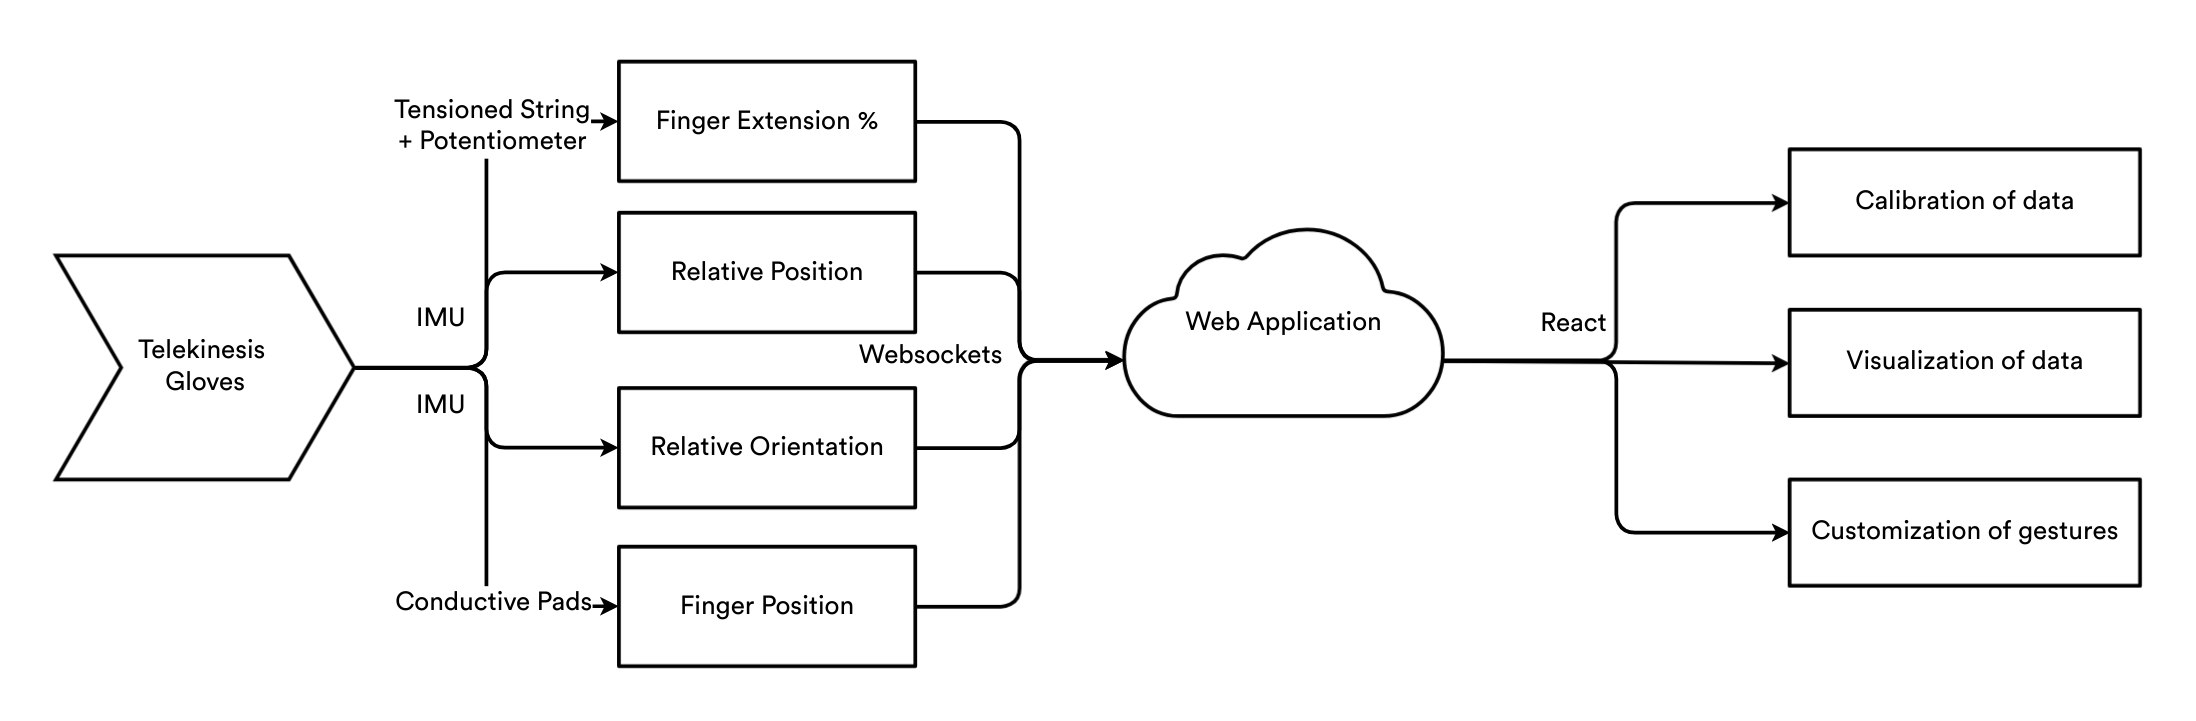 Telekinesis
Gloves
Tensioned String
+ Potentiometer
IMU
IMU
Conductive Pads
Finger Extension %
Relative Position
Relative Orientation
Finger Position
Websockets
Web Application
React
Calibration of data
Visualization of data
Customization of gestures